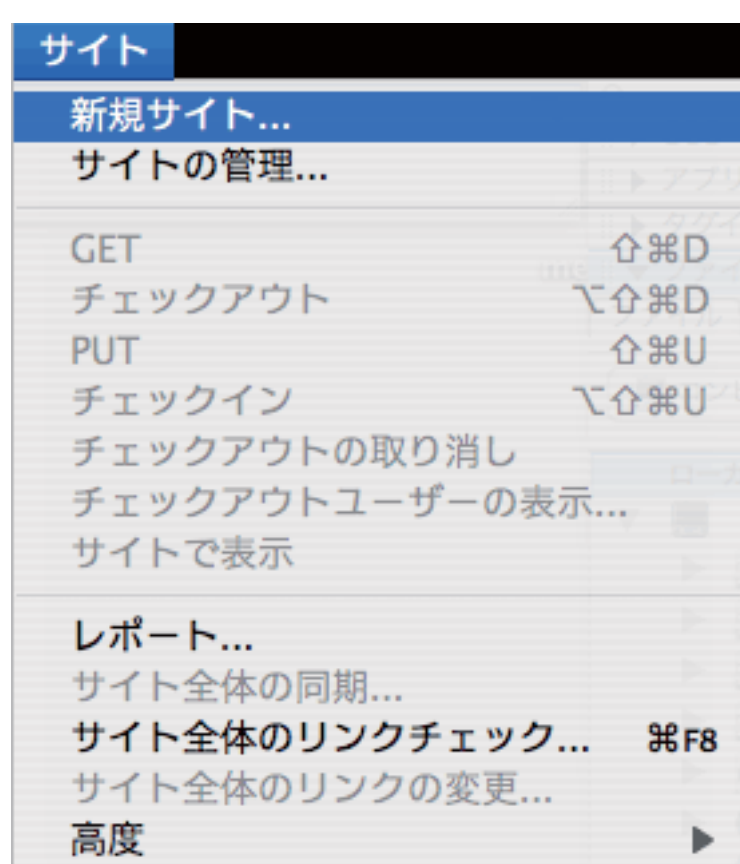 サイト
新規サイト...
サイトの管理...
GET ⇧⌘D
チェックアウト ⌥⇧⌘D
PUT ⇧⌘U
チェックイン ⌥⇧⌘U
チェックアウトの取り消し
チェックアウトユーザーの表示...
サイトで表示
レポート...
サイト全体の同期...
サイト全体のリンクチェック... ⌘F8
サイト全体のリンクの変更...
高度 ▶